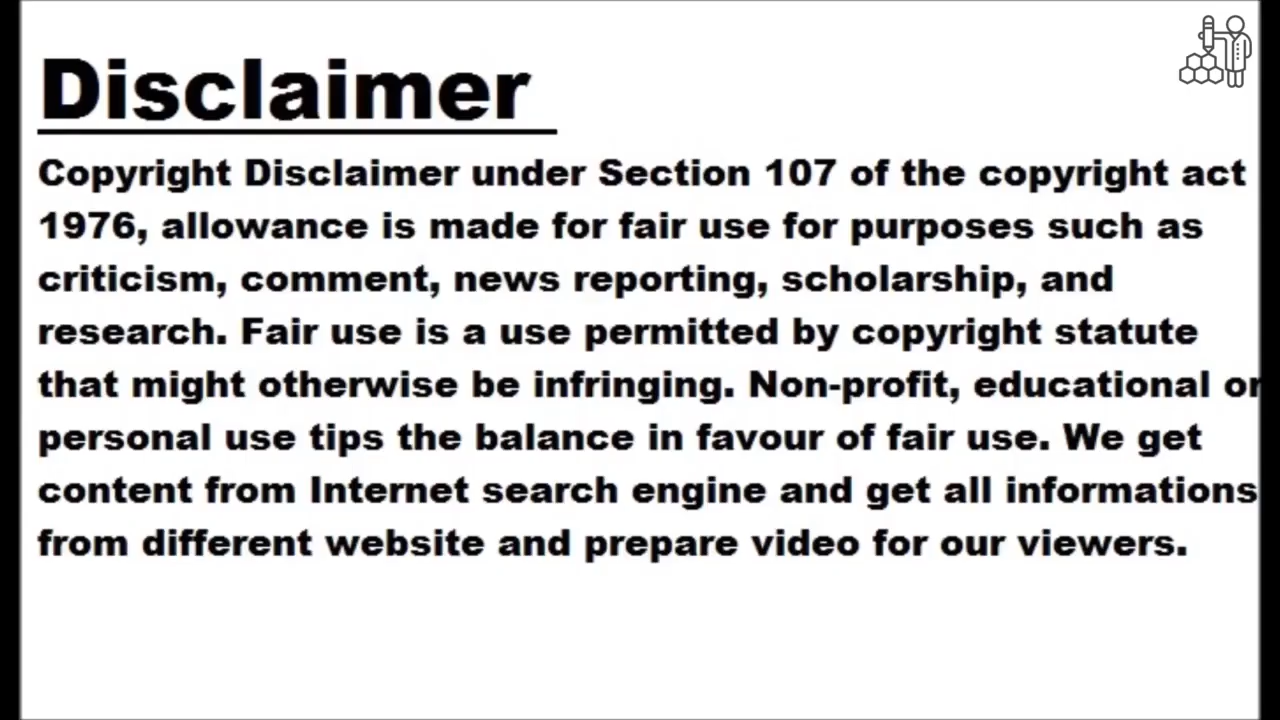 Disclaimer
Copyright Disclaimer under Section 107 of the copyright act
1976, allowance is made for fair use for purposes such as
criticism, comment, news reporting, scholarship, and
research. Fair use is a use permitted by copyright statute
that might otherwise be infringing. Non-profit, educational or
personal use tips the balance in favour of fair use. We get
content from Internet search engine and get all informations
from different website and prepare video for our viewers.